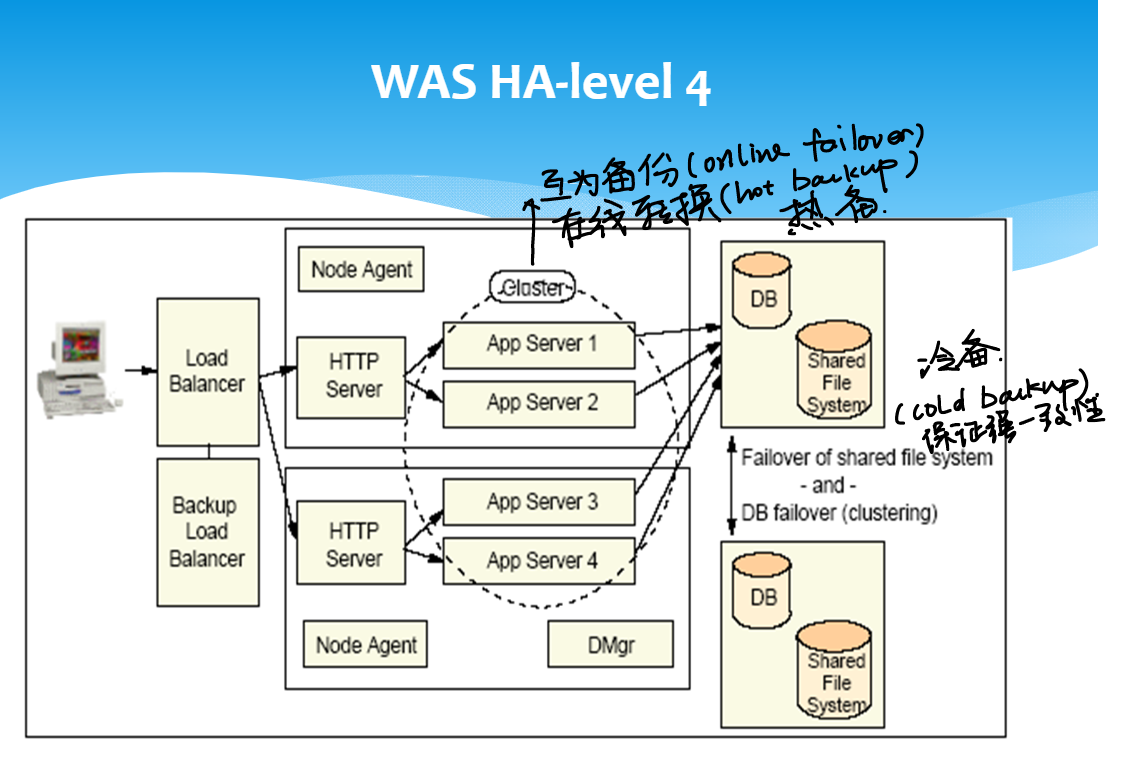 WAS HA-level 4
互为备份(online failover)
在线转换(hot backup)
热备.
Node Agent
Cluster
Load
Balancer
HTTP
Server
App Server 1
App Server 2
DB
Shared
File
System
冷备.
(cold backup)
保证强一致性
Failover of shared file system
- and -
DB failover (clustering)
Backup
Load
Balancer
HTTP
Server
App Server 3
App Server 4
Node Agent
DMgr
DB
Shared
File
System